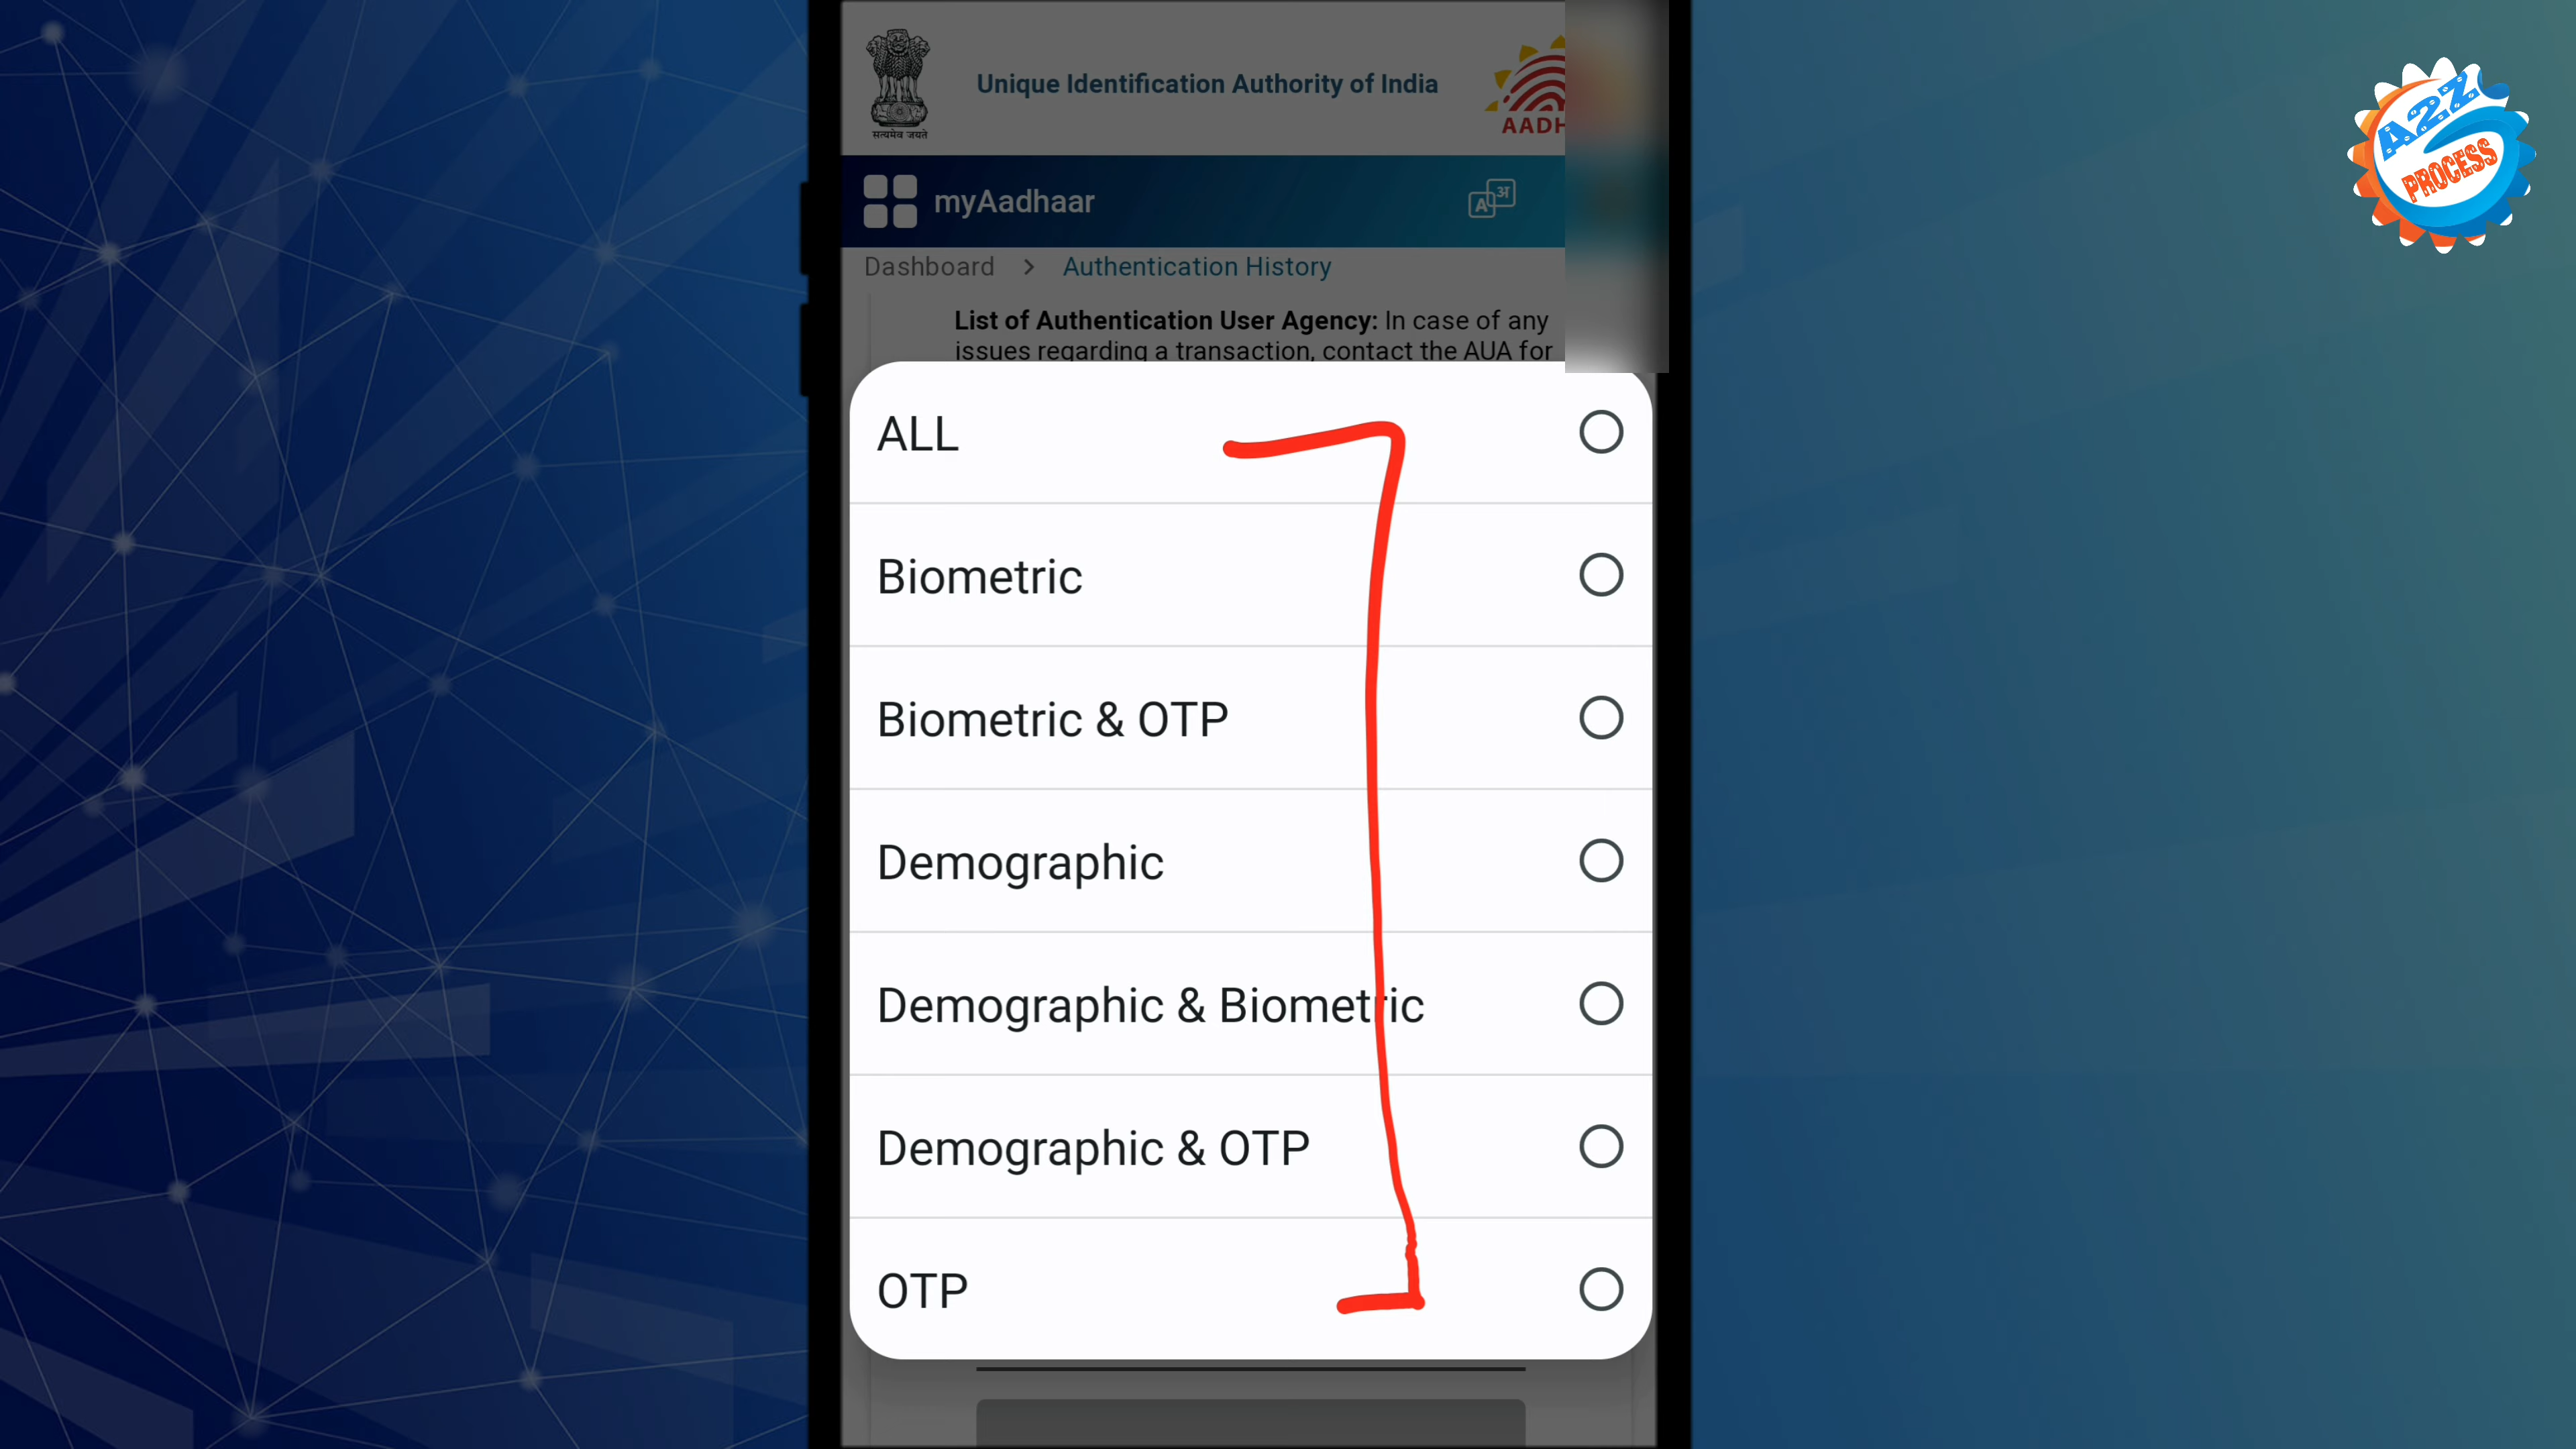 सत्यमेव जयते
Unique Identification Authority of India
AADH
myAadhaar
A अ
Dashboard > Authentication History
List of Authentication User Agency: In case of any
issues regarding a transaction, contact the AUA for
ALL
Biometric
Biometric & OTP
Demographic
Demographic & Biometric
Demographic & OTP
OTP
A2Z
PROCESS